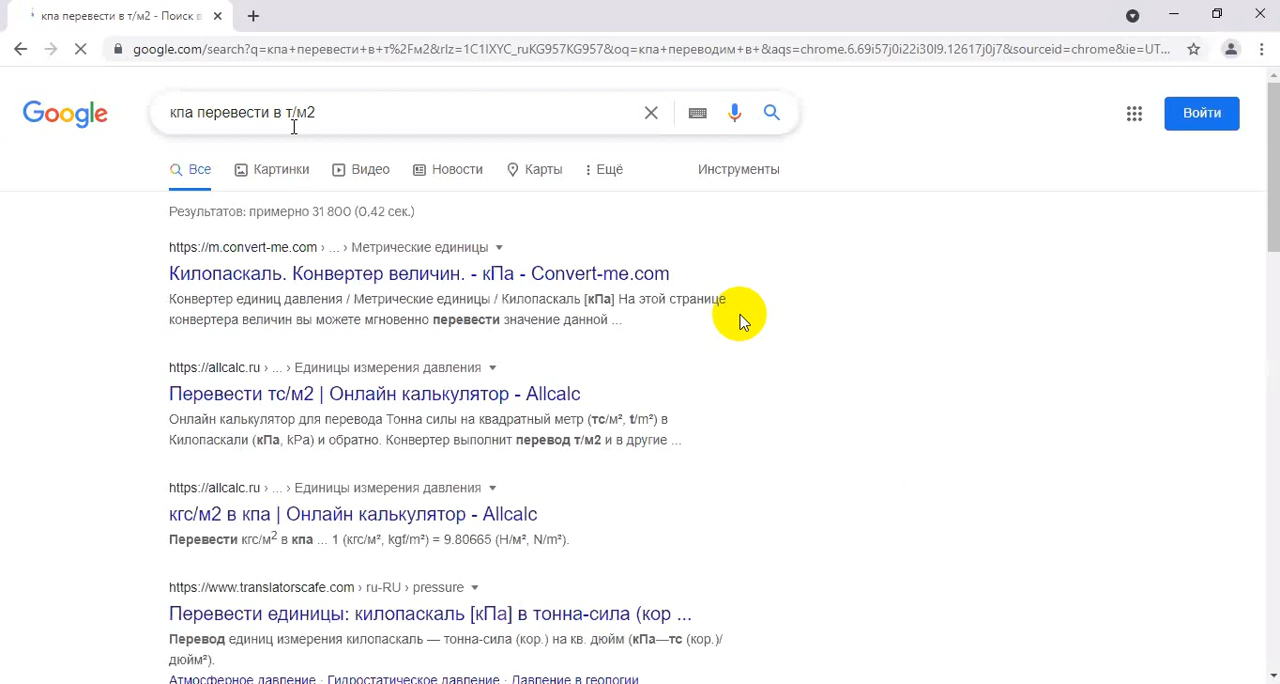 кпа перевести в т/м2 - Поиск в
google.com/search?q=кпа+перевести+в+т%2Fм2&rlz=1C1IXYC_ruKG957KG957&oq=кпа+переводим+в+&aqs=chrome.6.69i57j0i22i30l9.12617j0j7&sourceid=chrome&ie=UT...
Google
кпа перевести в т/м2
Войти
Все
Картинки
Видео
Новости
Карты
Ещё
Инструменты
Результатов: примерно 31 800 (0,42 сек.)
https://m.convert-me.com › ... › Метрические единицы
Килопаскаль. Конвертер величин. - кПа - Convert-me.com
Конвертер единиц давления / Метрические единицы / Килопаскаль [кПа] На этой странице
конвертера величин вы можете мгновенно перевести значение данной ...
https://allcalc.ru › ... › Единицы измерения давления
Перевести тс/м2 | Онлайн калькулятор - Allcalc
Онлайн калькулятор для перевода Тонна силы на квадратный метр (тс/м², t/m²) в
Килопаскали (кПа, kPa) и обратно. Конвертер выполнит перевод т/м2 и в другие ...
https://allcalc.ru › ... › Единицы измерения давления
кгс/м2 в кпа | Онлайн калькулятор - Allcalc
Перевести кгс/м² в кпа ... 1 (кгс/м², kgf/m²) = 9.80665 (Н/м², N/m²).
https://www.translatorscafe.com › ru-RU › pressure
Перевести единицы: килопаскаль [кПа] в тонна-сила (кор ...
Перевод единиц измерения килопаскаль — тонна-сила (кор.) на кв. дюйм (кПа—тс (кор.)/
дюйм²).
Атмосферное давление · Гидростатическое давление · Давление в геологии